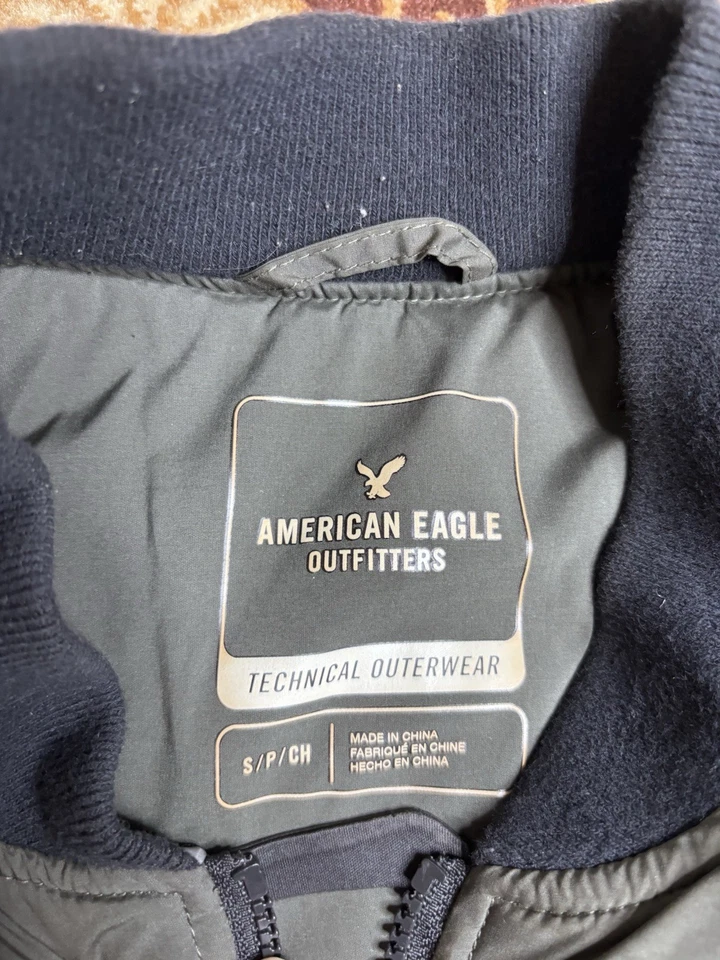 AMERICAN EAGLE
OUTFITTERS
TECHNICAL OUTERWEAR
S/P/CH
MADE IN CHINA
FABRIQUÉ EN CHINE
HECHO EN CHINA